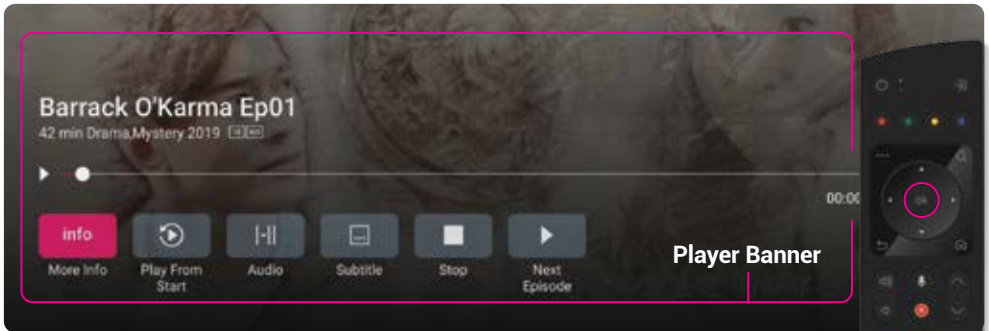 Barrack O'Karma Ep01
42 min Drama,Mystery 2019
00:00
info
More Info
Play From
Start
Audio
Subtitle
Stop
Next
Episode
Player Banner
OK